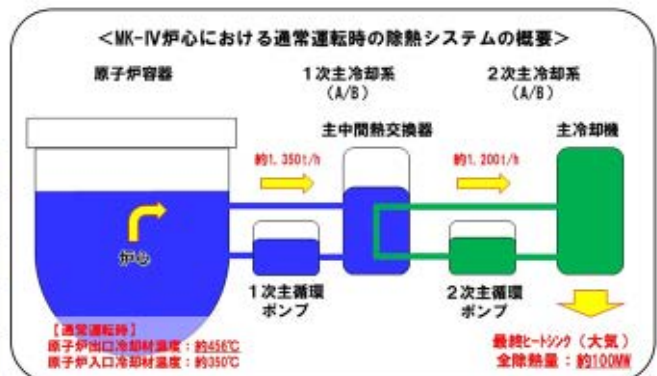 ＜MK-Ⅳ炉心における通常運転時の除熱システムの概要＞
原子炉容器
1次主冷却系
(A/B)
2次主冷却系
(A/B)
主中間熱交換器
主冷却機
約1,350t/h
約1,200t/h
炉心
1次主循環
ポンプ
2次主循環
ポンプ
【通常運転時】
原子炉出口冷却材温度：約456℃
原子炉入口冷却材温度：約350℃
最終ヒートシンク（大気）
全除熱量：約100MW